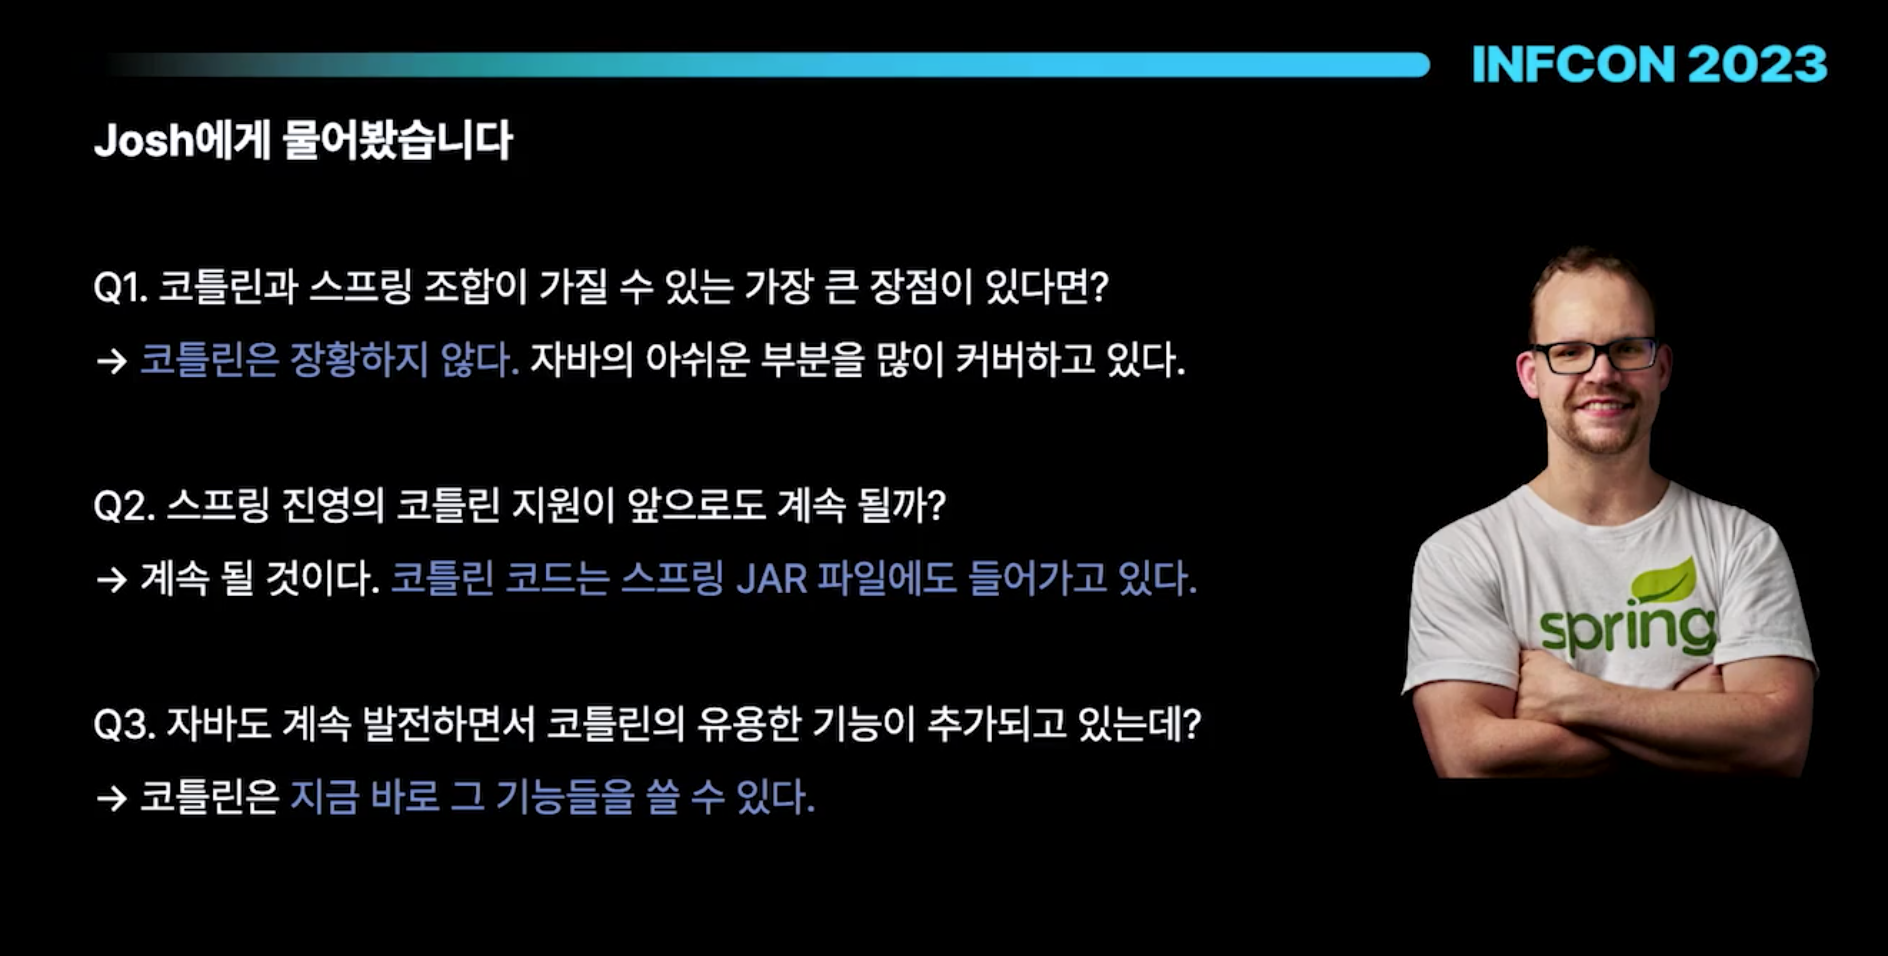 INFCON 2023
Josh에게 물어봤습니다
Q1. 코틀린과 스프링 조합이 가질 수 있는 가장 큰 장점이 있다면?
→ 코틀린은 장황하지 않다. 자바의 아쉬운 부분을 많이 커버하고 있다.
Q2. 스프링 진영의 코틀린 지원이 앞으로도 계속 될까?
→ 계속 될 것이다. 코틀린 코드는 스프링 JAR 파일에도 들어가고 있다.
Q3. 자바도 계속 발전하면서 코틀린의 유용한 기능이 추가되고 있는데?
→ 코틀린은 지금 바로 그 기능들을 쓸 수 있다.
spring